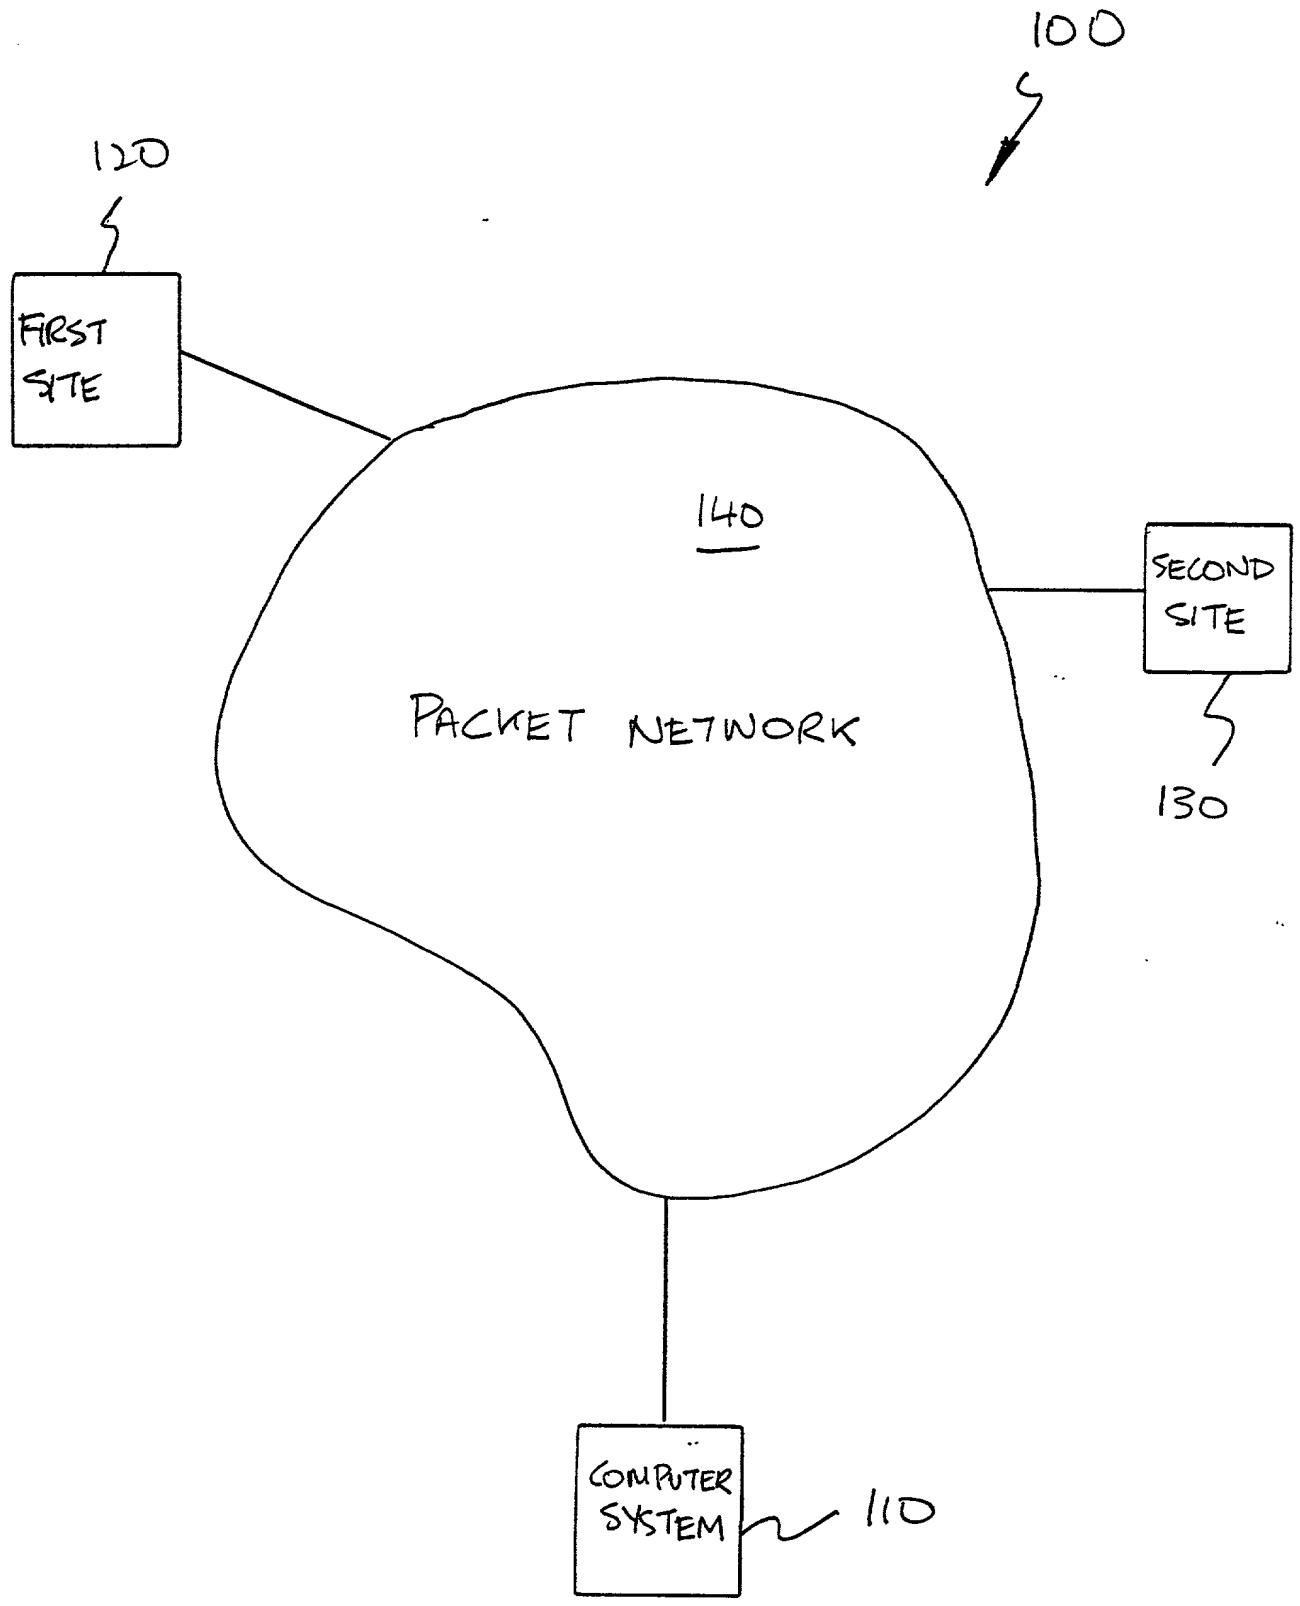 100
120
FIRST
SITE
140
SECOND
SITE
PACKET NETWORK
130
COMPUTER
SYSTEM
110